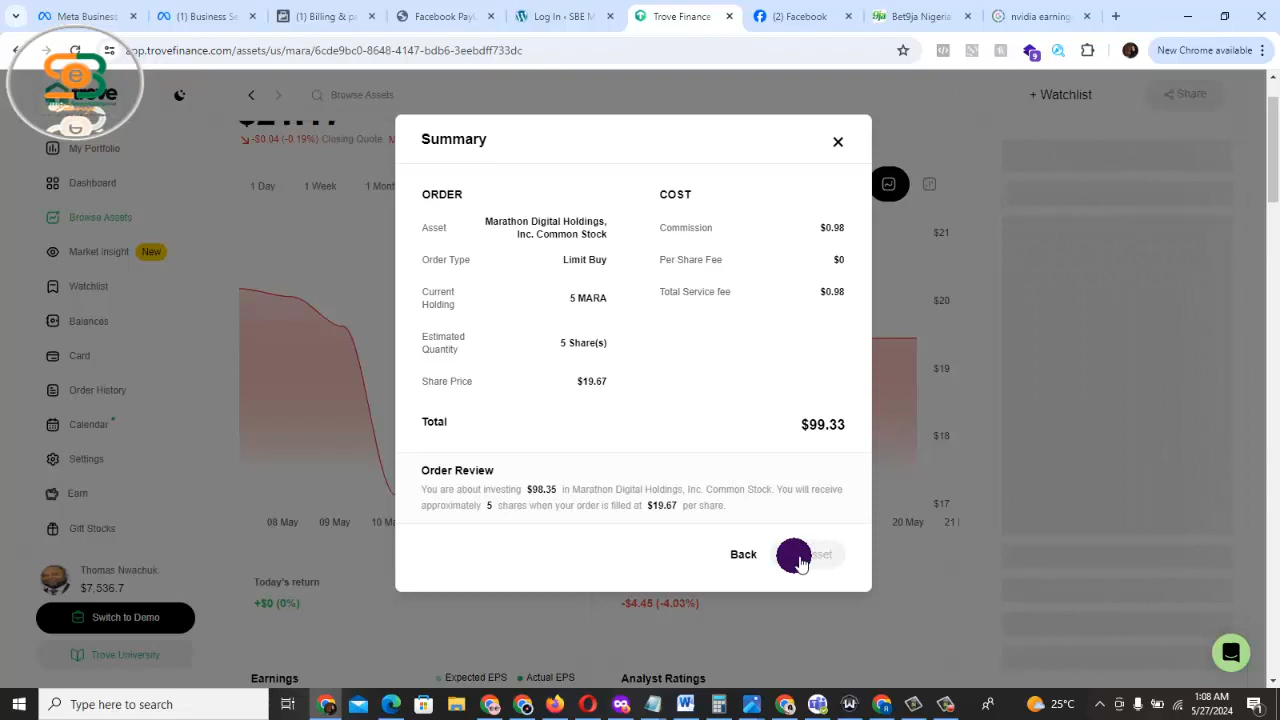 (1) Business Sett
(1) Billing & p
Facebook Pay
Log In ‹ SBE M
Trove Finance
(2) Facebook
Bet9ja Nigeria
nvidia earning
app.trovefinance.com/assets/us/mara/6cde9bc0-8648-4147-bdb6-3eebdff733dc
9
New Chrome available
Browse Assets
+ Watchlist
Share
-$0.04 (-0.19%) Closing Quote.
1 Day
1 Week
1 Mont
My Portfolio
Dashboard
Browse Assets
Market insight New
Watchlist
Balances
Card
Order History
Calendar
Settings
Earn
Gift Stocks
Thomas Nwachuk.
$7,536.7
Switch to Demo
Trove University
Summary
ORDER
Asset Marathon Digital Holdings,
Inc. Common Stock
Order Type Limit Buy
Current
Holding
5 MARA
Estimated
Quantity
5 Share(s)
Share Price $19.67
COST
Commission $0.98
Per Share Fee $0
Total Service fee $0.98
Total $99.33
Order Review
You are about investing $98.35 in Marathon Digital Holdings, Inc. Common Stock. You will receive
approximately 5 shares when your order is filled at $19.67 per share.
Back
$21
$20
$19
$18
$17
08 May
09 May
10 M
20 May
21
Today's return
+$0 (0%)
-$4.45 (-4.03%)
Earnings
Expected EPS
Actual EPS
Analyst Ratings
Type here to search
25°C
1:08 AM
5/27/2024